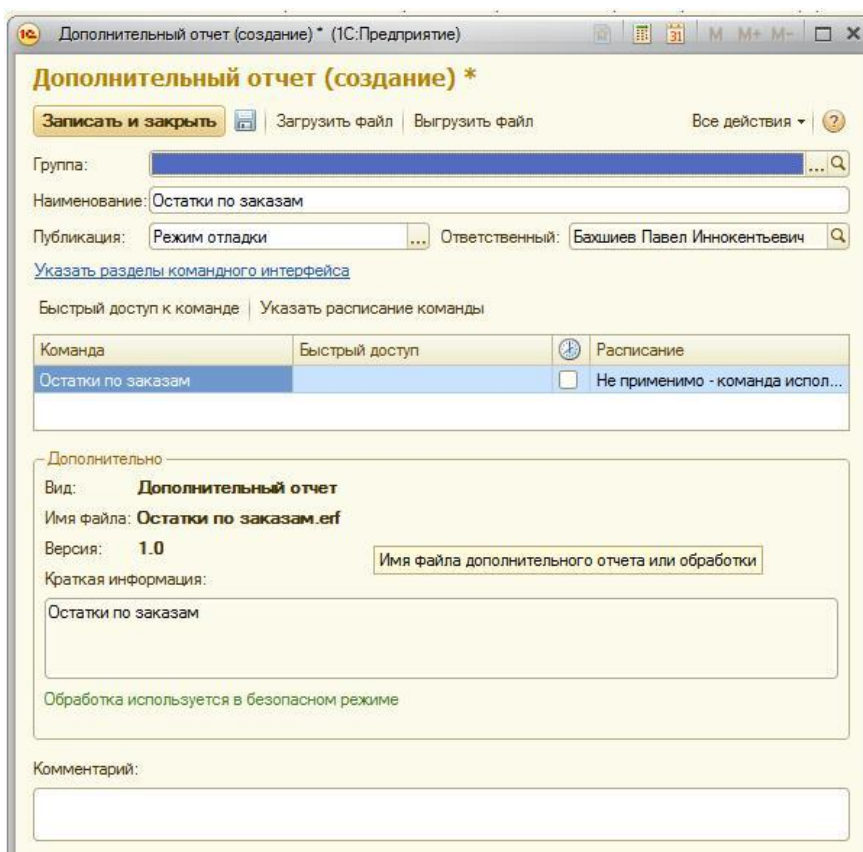 Дополнительный отчет (создание) * (1С:Предприятие)
31 M M+ M-
Дополнительный отчет (создание) *
Записать и закрыть Загрузить файл Выгрузить файл Все действия ?
Группа: ...
Наименование: Остатки по заказам
Публикация: Режим отладки ... Ответственный: Бахшиев Павел Иннокентьевич
Указать разделы командного интерфейса
Быстрый доступ к команде Указать расписание команды
Команда Быстрый доступ Расписание
Остатки по заказам Не применимо - команда испол...
Дополнительно
Вид: Дополнительный отчет
Имя файла: Остатки по заказам.erf
Версия: 1.0
Имя файла дополнительного отчета или обработки
Краткая информация:
Остатки по заказам
Обработка используется в безопасном режиме
Комментарий: